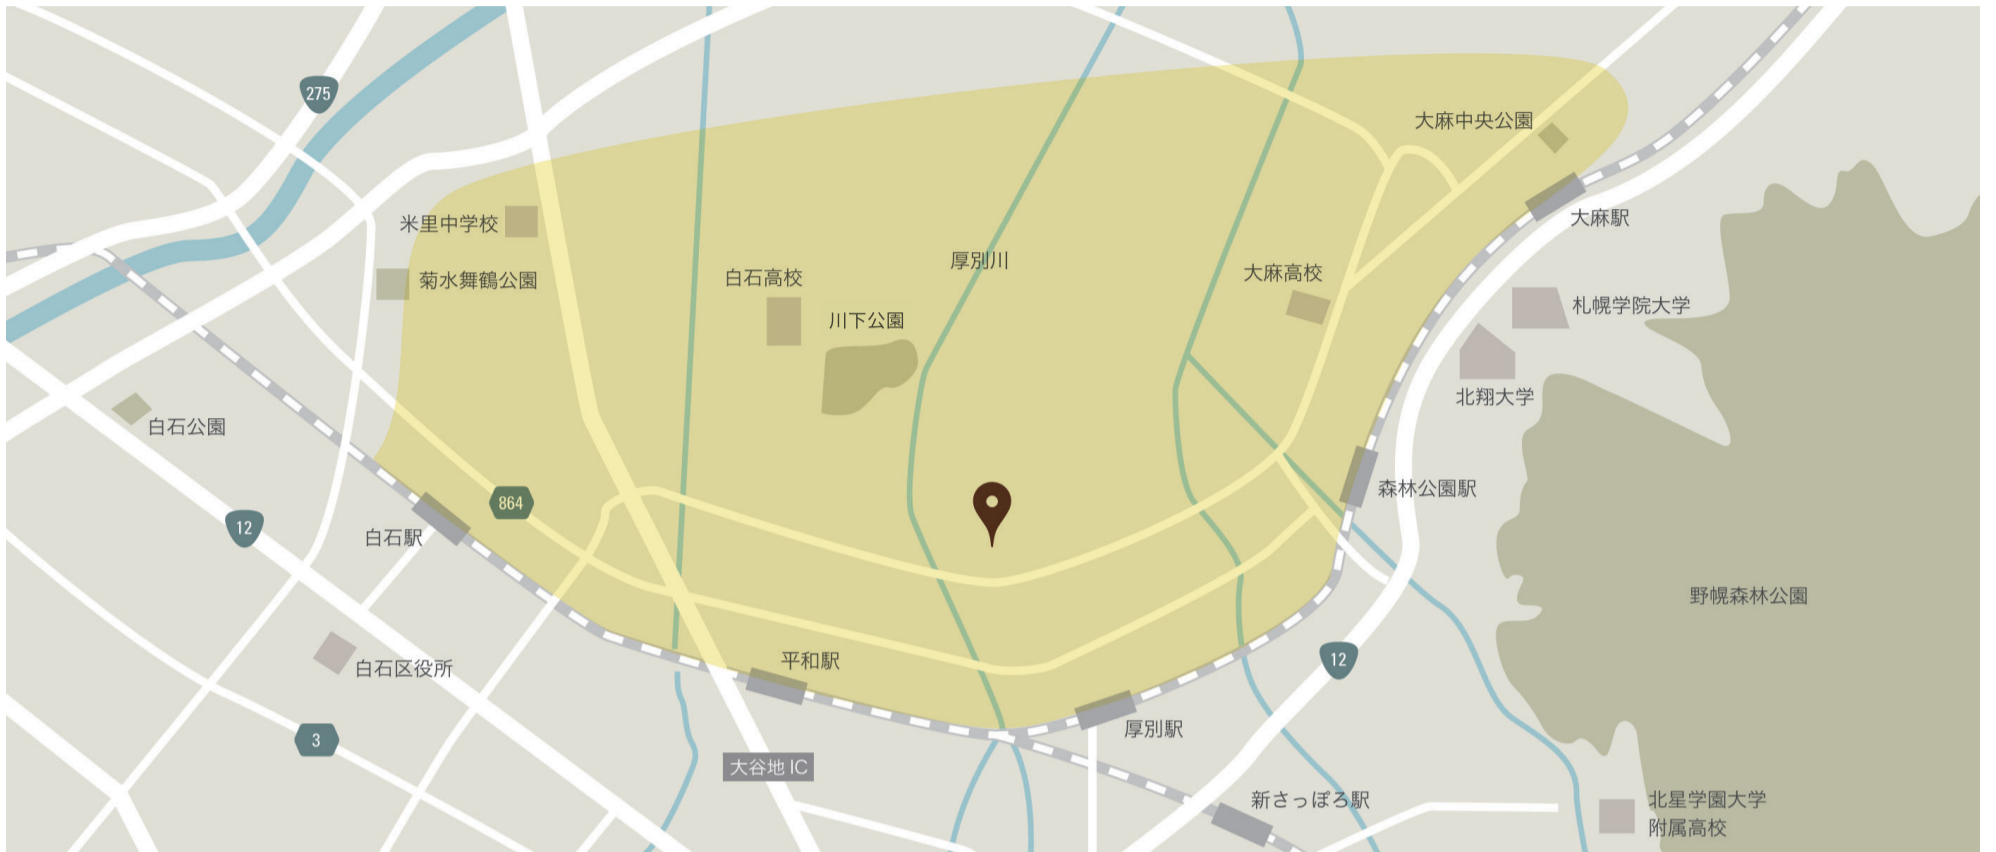 275
大麻中央公園
米里中学校
大麻駅
厚別川
菊水舞鶴公園
白石高校
大麻高校
札幌学院大学
川下公園
北翔大学
白石公園
864
森林公園駅
12
白石駅
野幌森林公園
平和駅
12
白石区役所
厚別駅
3
大谷地 IC
新さっぽろ駅
北星学園大学
附属高校